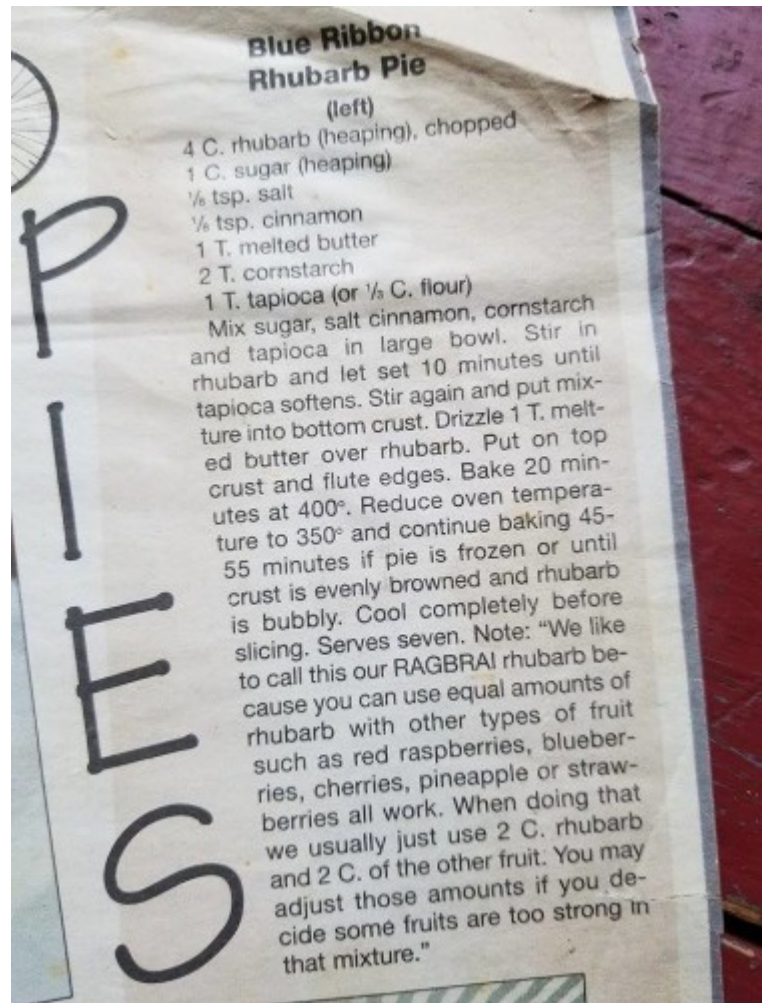 PIES
Blue Ribbon
Rhubarb Pie
(left)
4 C. rhubarb (heaping), chopped
1 C. sugar (heaping)
⅛ tsp. salt
⅛ tsp. cinnamon
1 T. melted butter
2 T. cornstarch
1 T. tapioca (or ⅓ C. flour)
Mix sugar, salt cinnamon, cornstarch
and tapioca in large bowl. Stir in
rhubarb and let set 10 minutes until
tapioca softens. Stir again and put mix-
ture into bottom crust. Drizzle 1 T. melt-
ed butter over rhubarb. Put on top
crust and flute edges. Bake 20 min-
utes at 400°. Reduce oven tempera-
ture to 350° and continue baking 45-
55 minutes if pie is frozen or until
crust is evenly browned and rhubarb
is bubbly. Cool completely before
slicing. Serves seven. Note: “We like
to call this our RAGBRAI rhubarb be-
cause you can use equal amounts of
rhubarb with other types of fruit
such as red raspberries, blueber-
ries, cherries, pineapple or straw-
berries all work. When doing that
we usually just use 2 C. rhubarb
and 2 C. of the other fruit. You may
adjust those amounts if you de-
cide some fruits are too strong in
that mixture.”